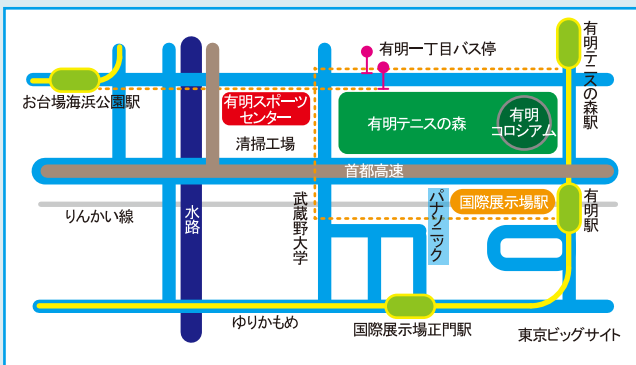 有明一丁目バス停
有明テニスの森駅
お台場海浜公園駅
有明スポーツ
センター
有明テニスの森
有明
コロシアム
清掃工場
首都高速
りんかい線
水路
武蔵野大学
パナソニック
国際展示場駅
有明駅
ゆりかもめ
国際展示場正門駅
東京ビッグサイト